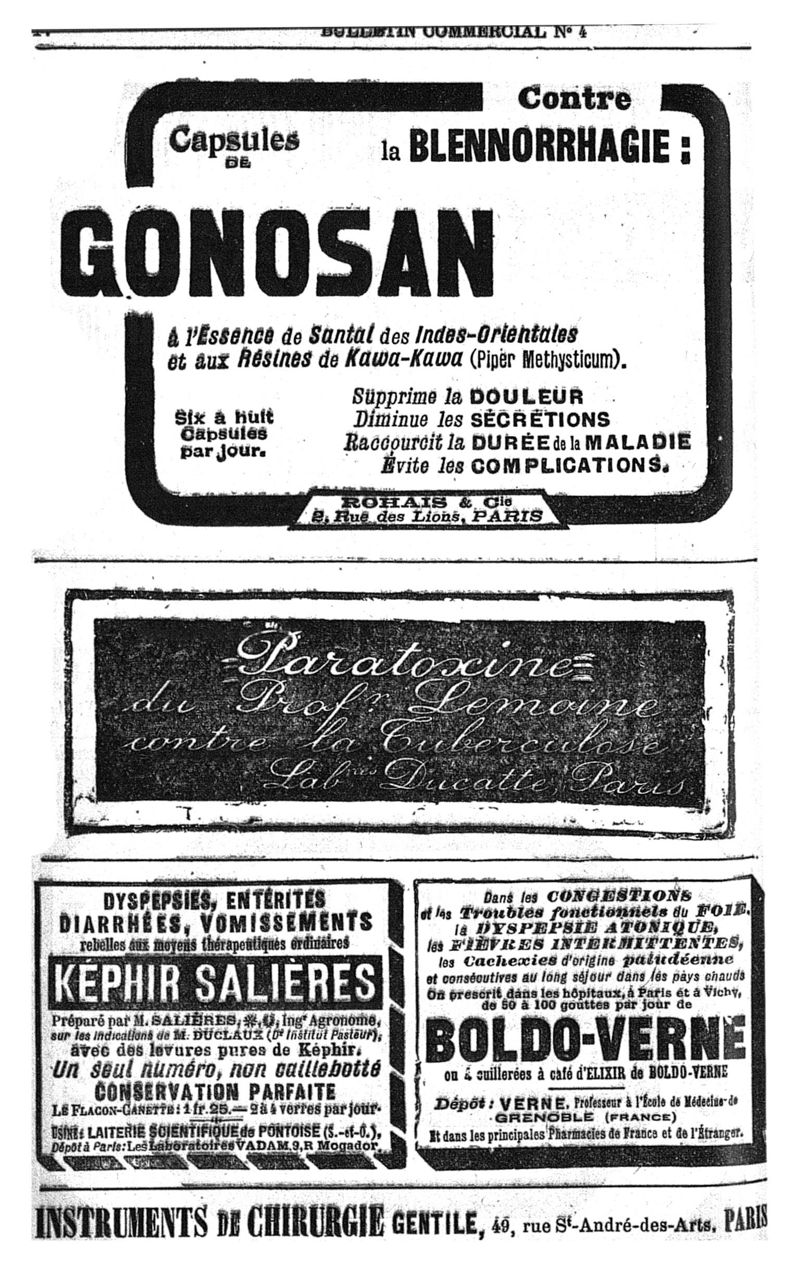 BULLETIN COMMERCIAL No 4
Contre
Capsules
DE
la BLENNORRHAGIE :
GONOSAN
à l'Essence de Santal des Indes-Orientales
et aux Résines de Kawa-Kawa (Piper Methysticum).
Six à huit
Capsules
par jour.
Supprime la DOULEUR
Diminue les SÉCRÉTIONS
Raccourcit la DURÉE de la MALADIE
Évite les COMPLICATIONS.
ROHAIS & Cie
2, Rue des Lions, PARIS
Paratoxine
du Profr Lemoine
contre la Tuberculose
Labres Ducatte, Paris.
DYSPEPSIES, ENTÉRITES
DIARRHÉES, VOMISSEMENTS
rebelles aux moyens thérapeutiques ordinaires
KÉPHIR SALIÈRES
Préparé par M. SALIÈRES, Ingr Agronome,
sur les indications de M. DUCLAUX (Dr Institut Pasteur),
avec des levures pures de Képhir.
Un seul numéro, non caillebotté
CONSERVATION PARFAITE
LE FLACON-CANETTE : 1 fr. 25. — 2 à 4 verres par jour.
Usine : LAITERIE SCIENTIFIQUE de PONTOISE (S.-et-O.),
Dépôt à Paris : Les Laboratoires VADAM, 9, R Mogador
Dans les CONGESTIONS
et les Troubles fonctionnels du FOIE,
la DYSPEPSIE ATONIQUE,
les FIÈVRES INTERMITTENTES,
les Cachexies d'origine paludéenne
et consécutives au long séjour dans les pays chauds
On prescrit dans les hôpitaux, à Paris et à Vichy,
de 50 à 100 gouttes par jour de
BOLDO-VERNE
ou 4 cuillerées à café d'ELIXIR de BOLDO-VERNE
Dépôt : VERNE, Professeur à l'École de Médecine de
GRENOBLE (FRANCE)
Et dans les principales Pharmacies de France et de l'Étranger.
INSTRUMENTS DE CHIRURGIE GENTILE, 49, rue St-André-des-Arts, PARIS